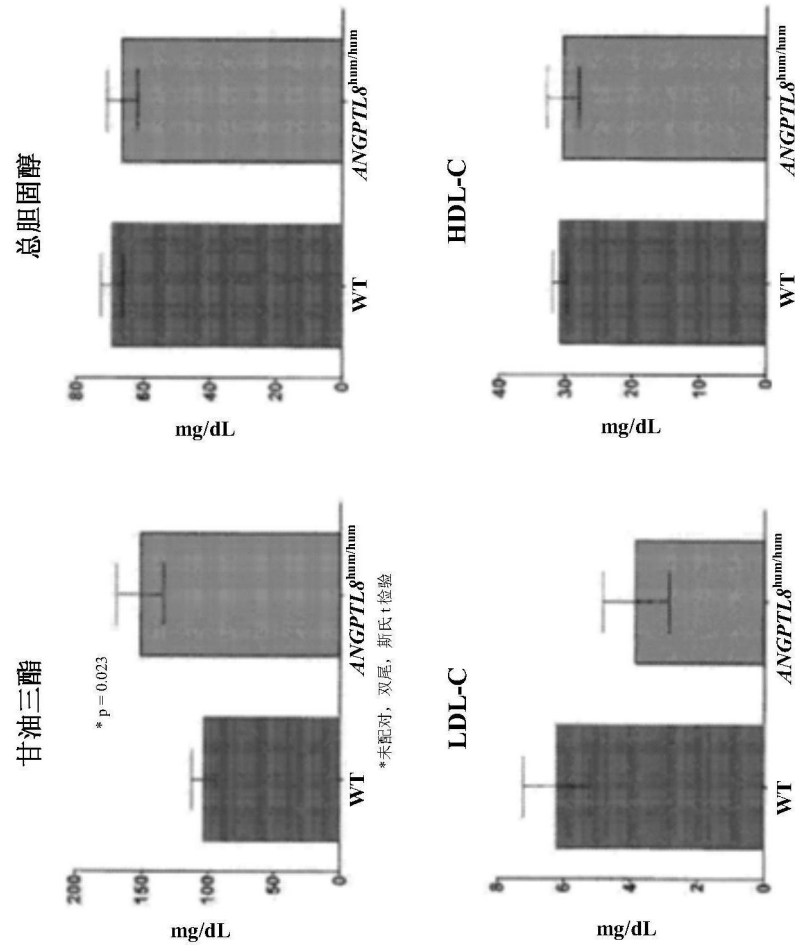 甘油三酯
mg/dL
200
150
100
50
0
* p = 0.023
WT
ANGPTL8hum/hum
*未配对，双尾，斯氏 t 检验
总胆固醇
mg/dL
80
60
40
20
0
WT
ANGPTL8hum/hum
LDL-C
mg/dL
8
6
4
2
0
WT
ANGPTL8hum/hum
HDL-C
mg/dL
40
30
20
10
0
WT
ANGPTL8hum/hum